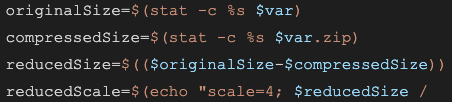 originalSize=$(stat -c %s $var)
compressedSize=$(stat -c %s $var.zip)
reducedSize=$(($originalSize-$compressedSize))
reducedScale=$(echo "scale=4; $reducedSize /